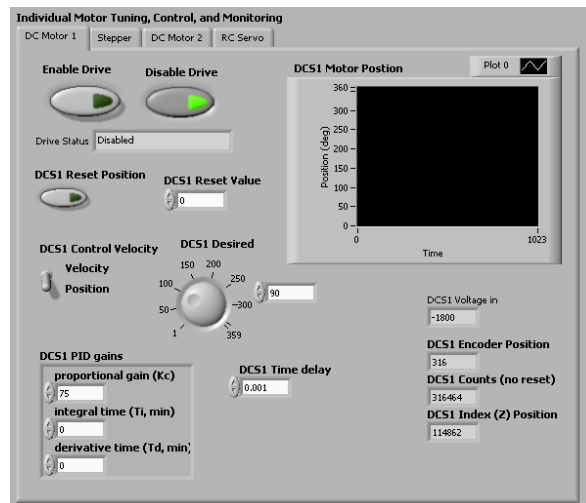 Individual Motor Tuning, Control, and Monitoring
DC Motor 1 Stepper DC Motor 2 RC Servo
Enable Drive Disable Drive
Drive Status Disabled
DCS1 Reset Position DCS1 Reset Value
0
DCS1 Control Velocity DCS1 Desired
Velocity
Position
1 50 100 150 200 250 300 359
90
DCS1 PID gains
proportional gain (Kc)
75
integral time (Ti, min)
0
derivative time (Td, min)
0
DCS1 Time delay
0.001
DCS1 Motor Postion Plot 0
Position (deg)
360
300
250
200
150
100
50
0
0 1023
Time
DCS1 Voltage in
-1800
DCS1 Encoder Position
316
DCS1 Counts (no reset)
316464
DCS1 Index (Z) Position
114862